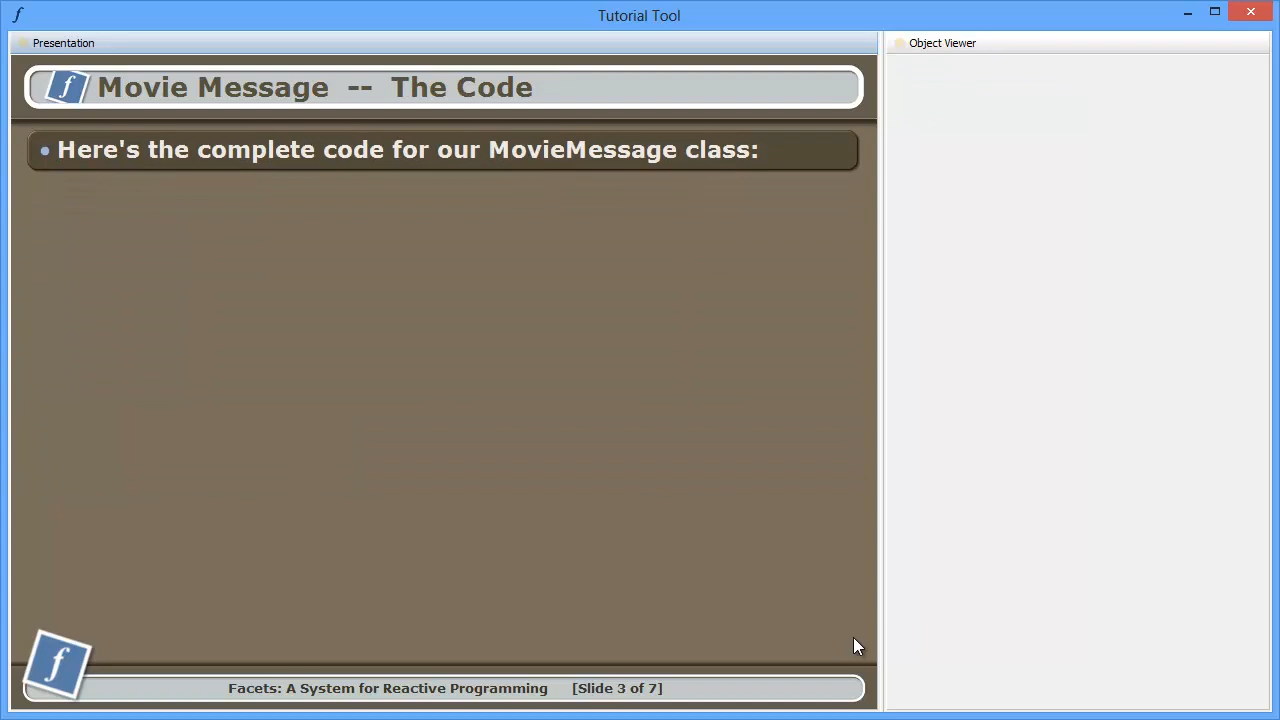 Tutorial Tool
Presentation
Object Viewer
Movie Message -- The Code
Here's the complete code for our MovieMessage class:
Facets: A System for Reactive Programming [Slide 3 of 7]